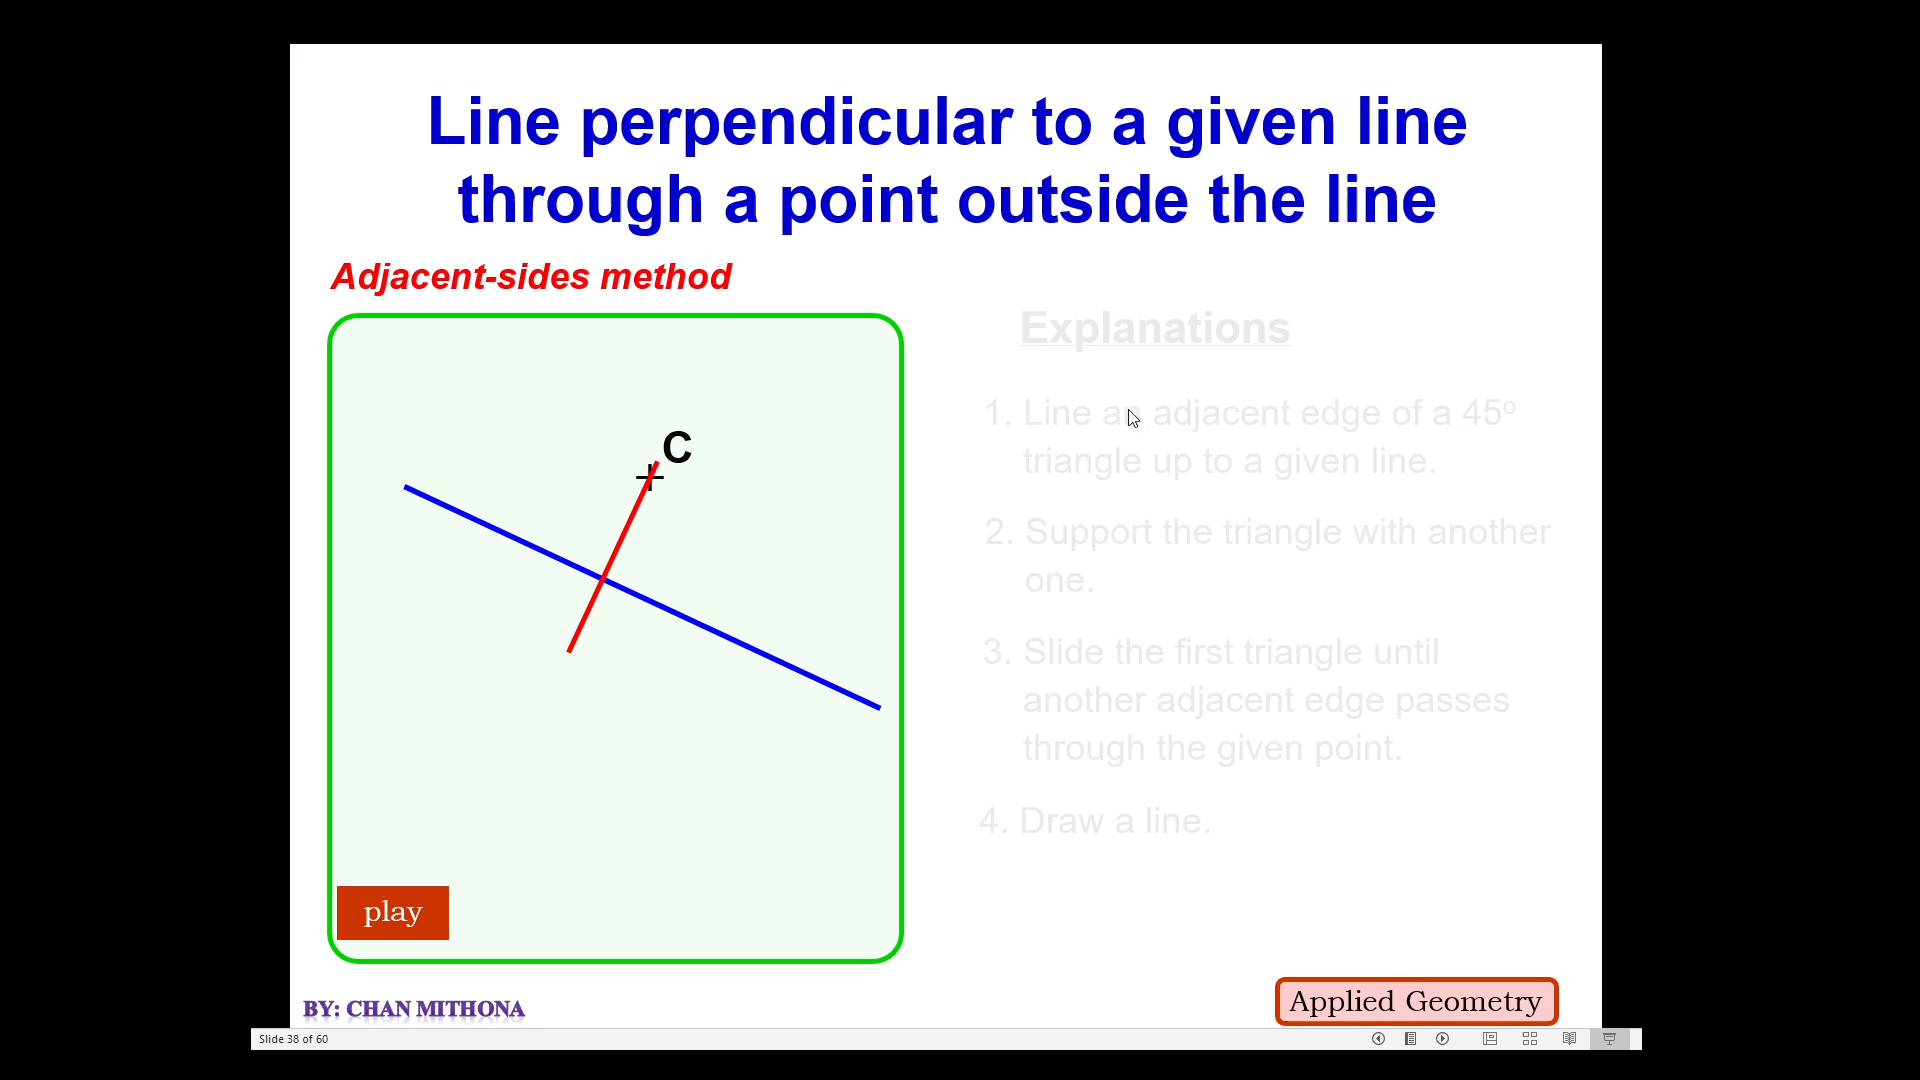 Line perpendicular to a given line
through a point outside the line
Adjacent-sides method
C
play
Explanations
1. Line an adjacent edge of a 45º
triangle up to a given line.
2. Support the triangle with another
one.
3. Slide the first triangle until
another adjacent edge passes
through the given point.
4. Draw a line.
BY: CHAN MITHONA
Applied Geometry
Slide 38 of 60